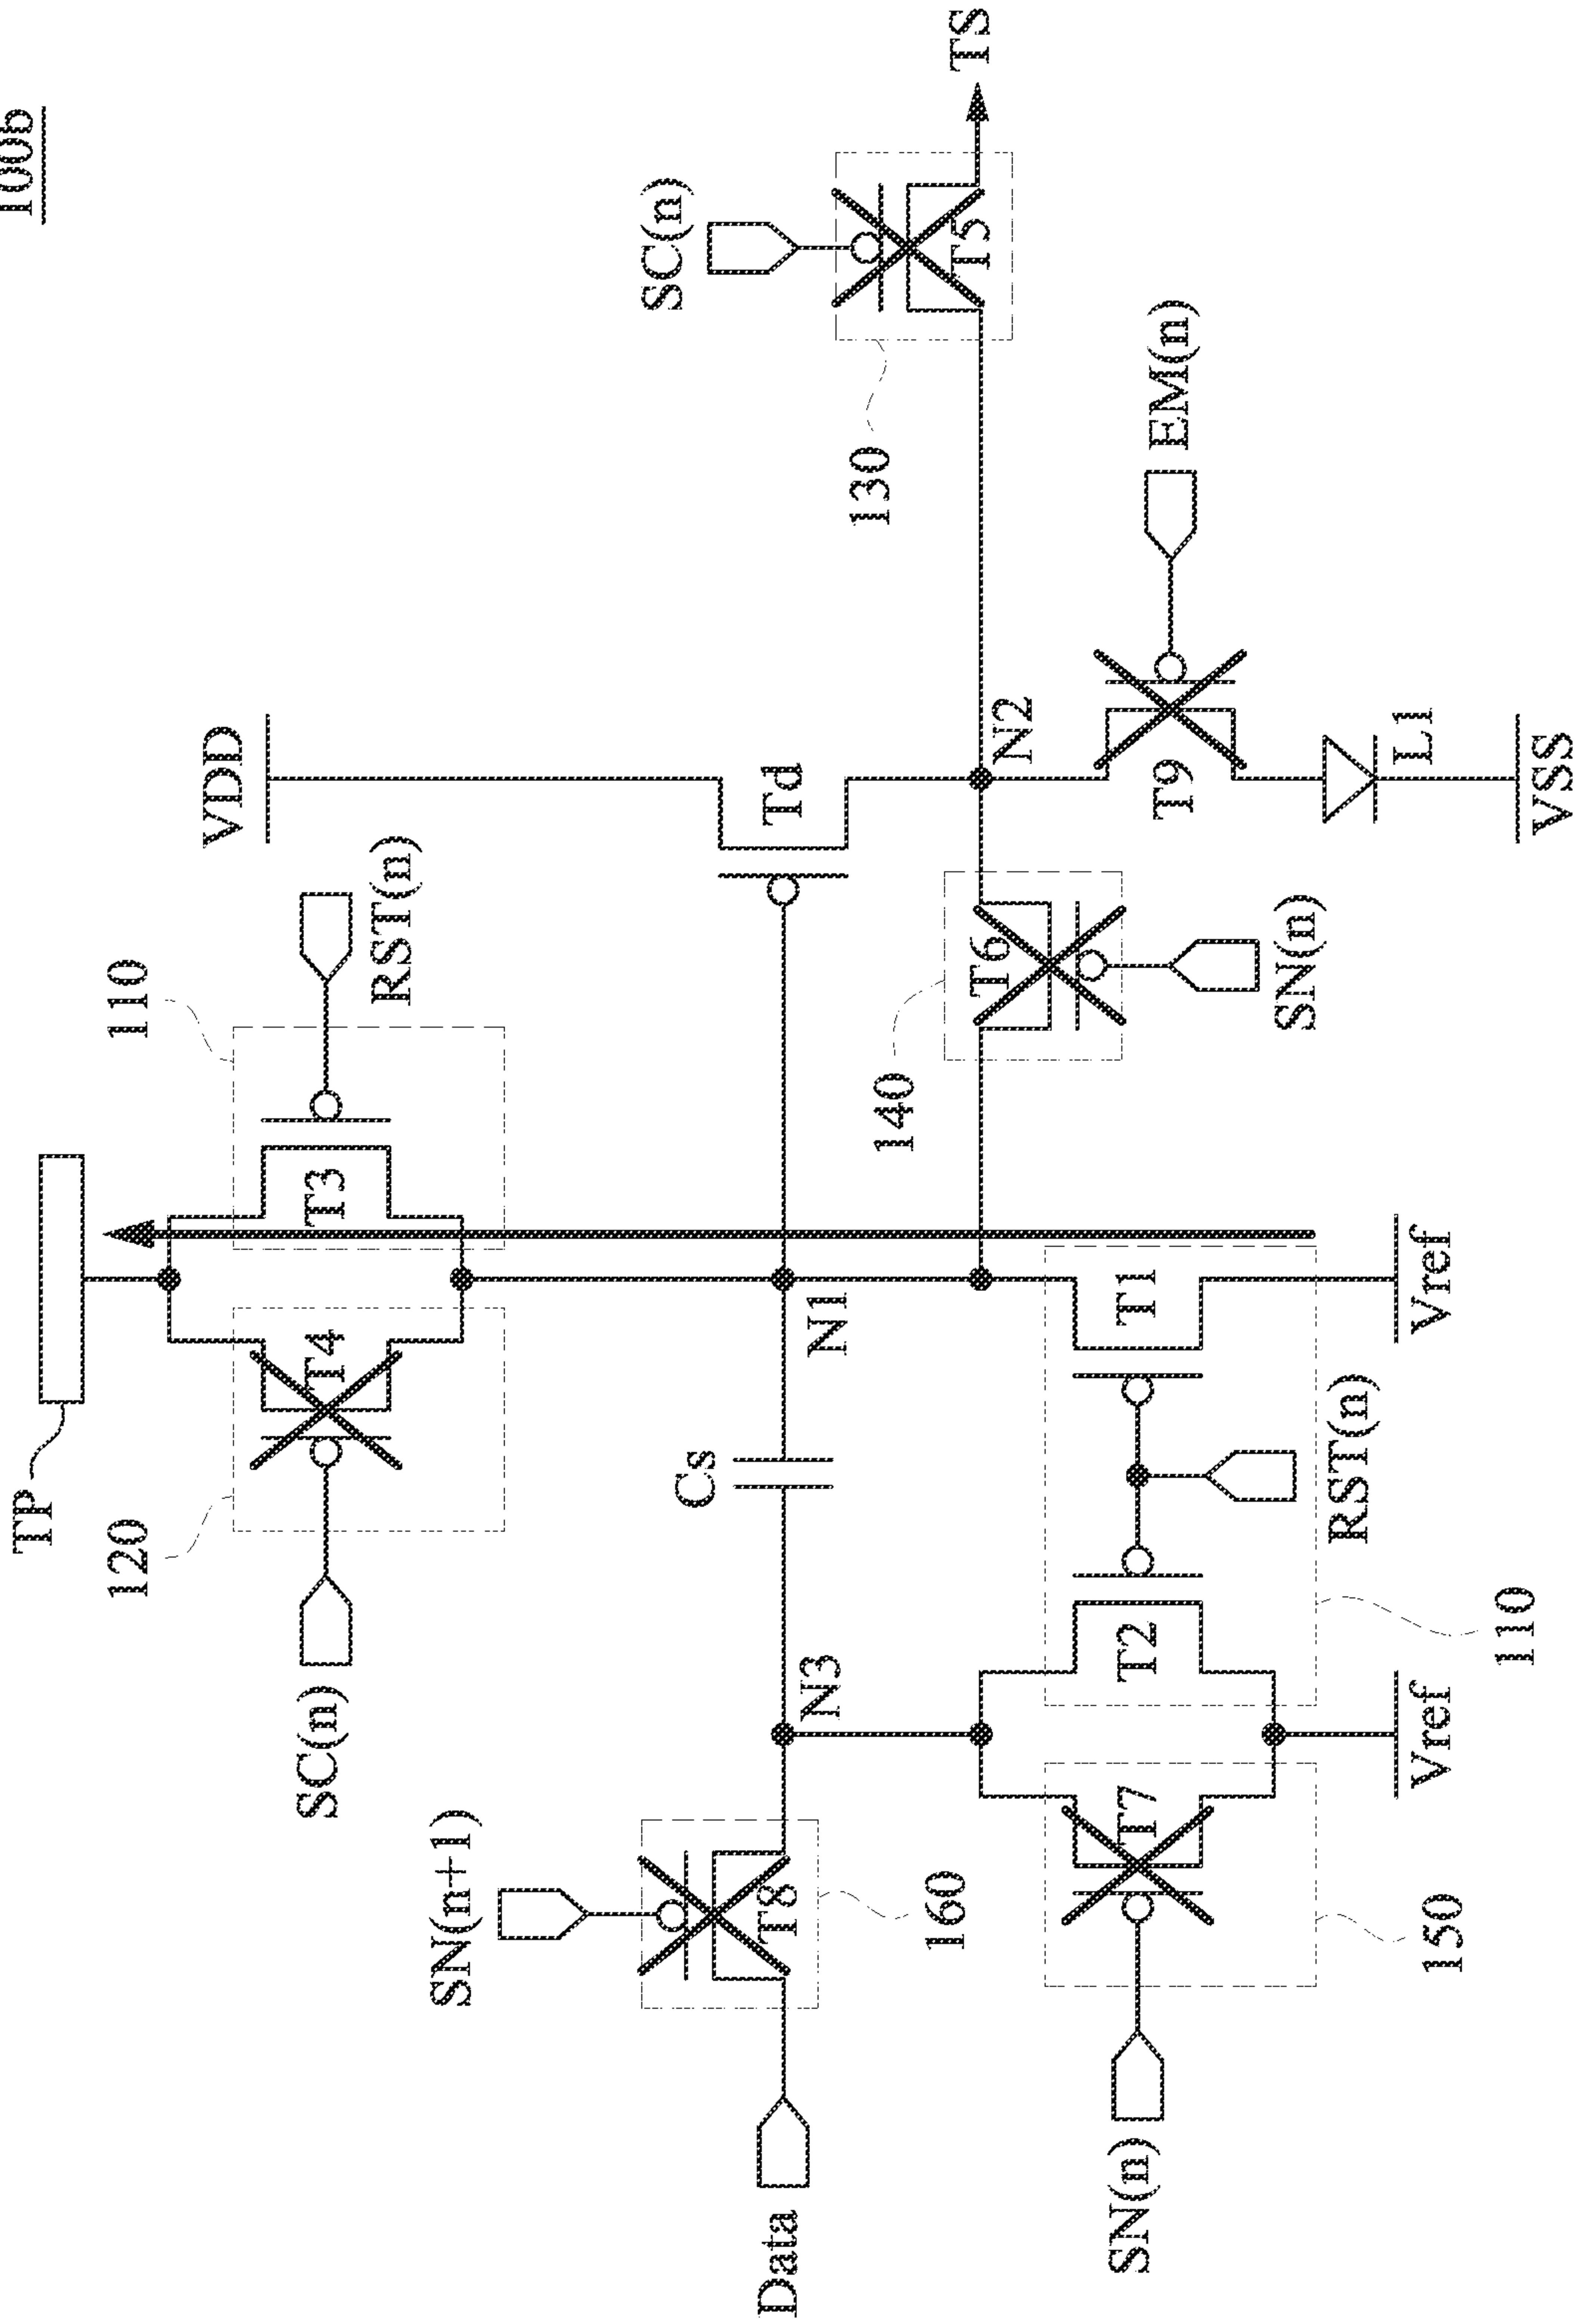 100b
TP
120
SC(n)
T4
T3
110
RST(n)
VDD
Td
SN(n+1)
T8
160
Data
N3
Cs
N1
140
T6
SN(n)
N2
SC(n)
T5
TS
130
SN(n)
T7
150
T2
T1
RST(n)
110
Vref
Vref
T9
EM(n)
L1
VSS